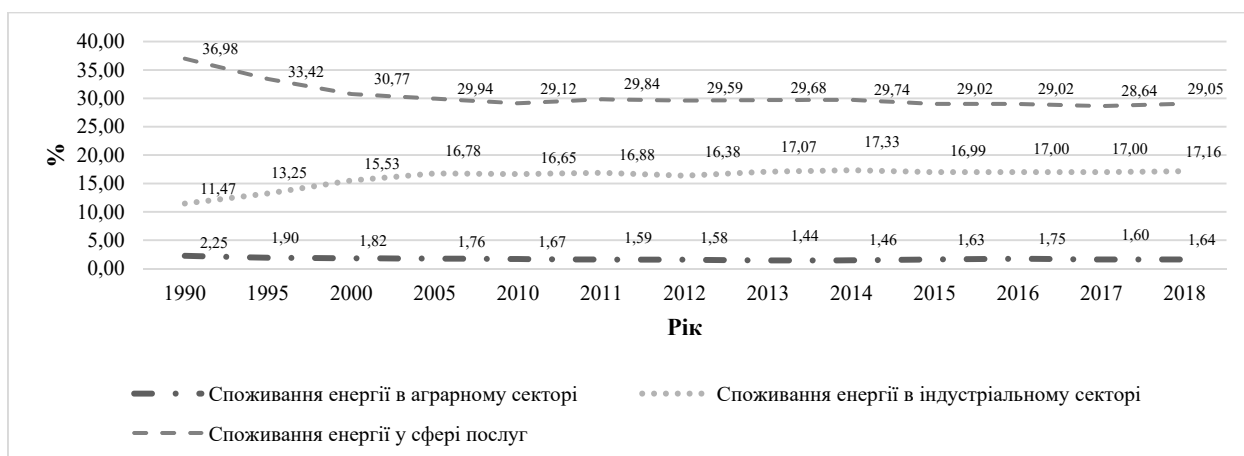 40,00
35,00
30,00
25,00
20,00
15,00
10,00
5,00
0,00
%
36,98 33,42 30,77 29,94 29,12 29,84 29,59 29,68 29,74 29,02 29,02 28,64 29,05
11,47 13,25 15,53 16,78 16,65 16,88 16,38 17,07 17,33 16,99 17,00 17,00 17,16
2,25 1,90 1,82 1,76 1,67 1,59 1,58 1,44 1,46 1,63 1,75 1,60 1,64
1990 1995 2000 2005 2010 2011 2012 2013 2014 2015 2016 2017 2018
Рік
Споживання енергії в аграрному секторі
Споживання енергії в індустріальному секторі
Споживання енергії у сфері послуг